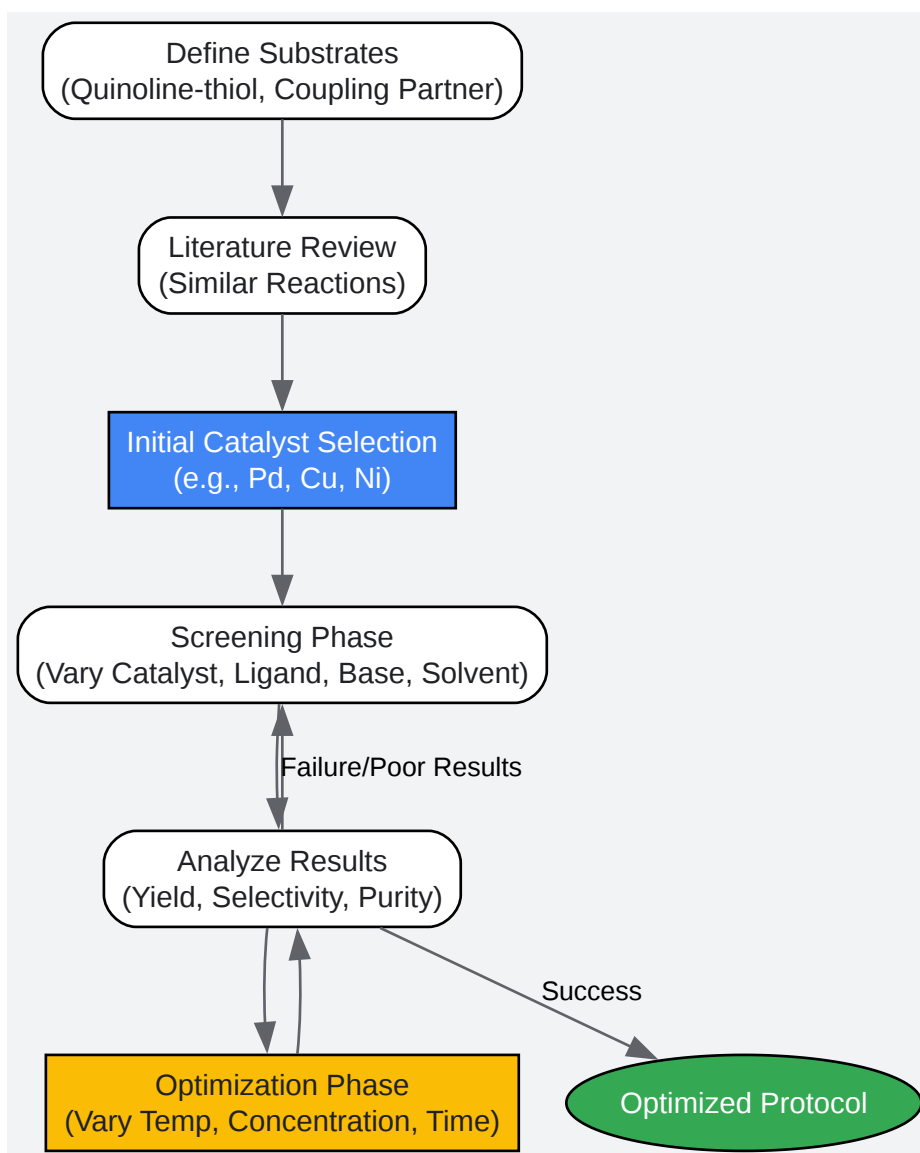 Define Substrates
(Quinoline-thiol, Coupling Partner)
Literature Review
(Similar Reactions)
Initial Catalyst Selection
(e.g., Pd, Cu, Ni)
Screening Phase
(Vary Catalyst, Ligand, Base, Solvent)
Failure/Poor Results
Analyze Results
(Yield, Selectivity, Purity)
Success
Optimization Phase
(Vary Temp, Concentration, Time)
Optimized Protocol